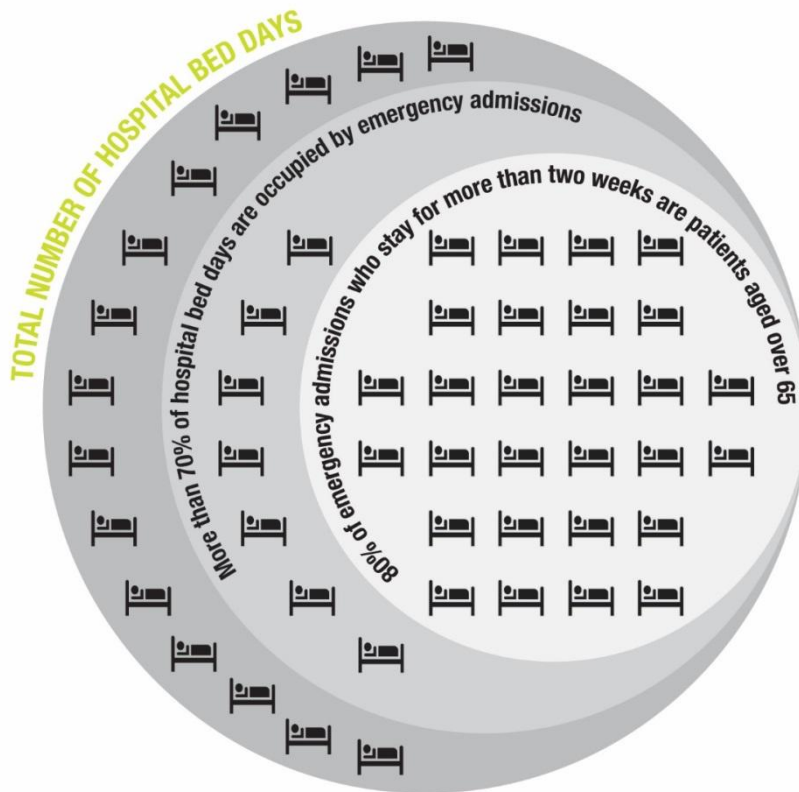 TOTAL NUMBER OF HOSPITAL BED DAYS
More than 70% of hospital bed days are occupied by emergency admissions
80% of emergency admissions who stay for more than two weeks are patients aged over 65